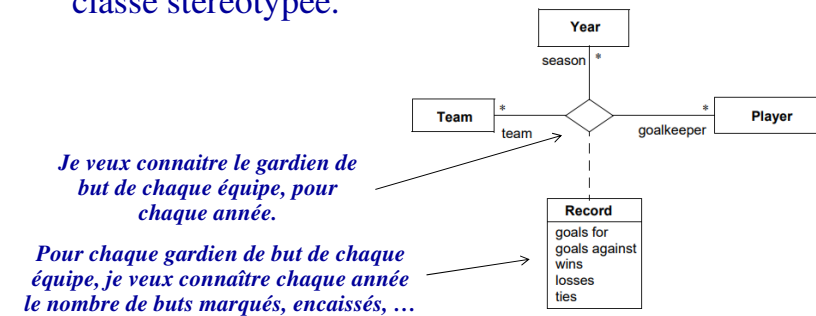 classe stéréotypée.
Year
season *
Team
*
team
*
goalkeeper
Player
Je veux connaitre le gardien de
but de chaque équipe, pour
chaque année.
Record
goals for
goals against
wins
losses
ties
Pour chaque gardien de but de chaque
équipe, je veux connaître chaque année
le nombre de buts marqués, encaissés, …